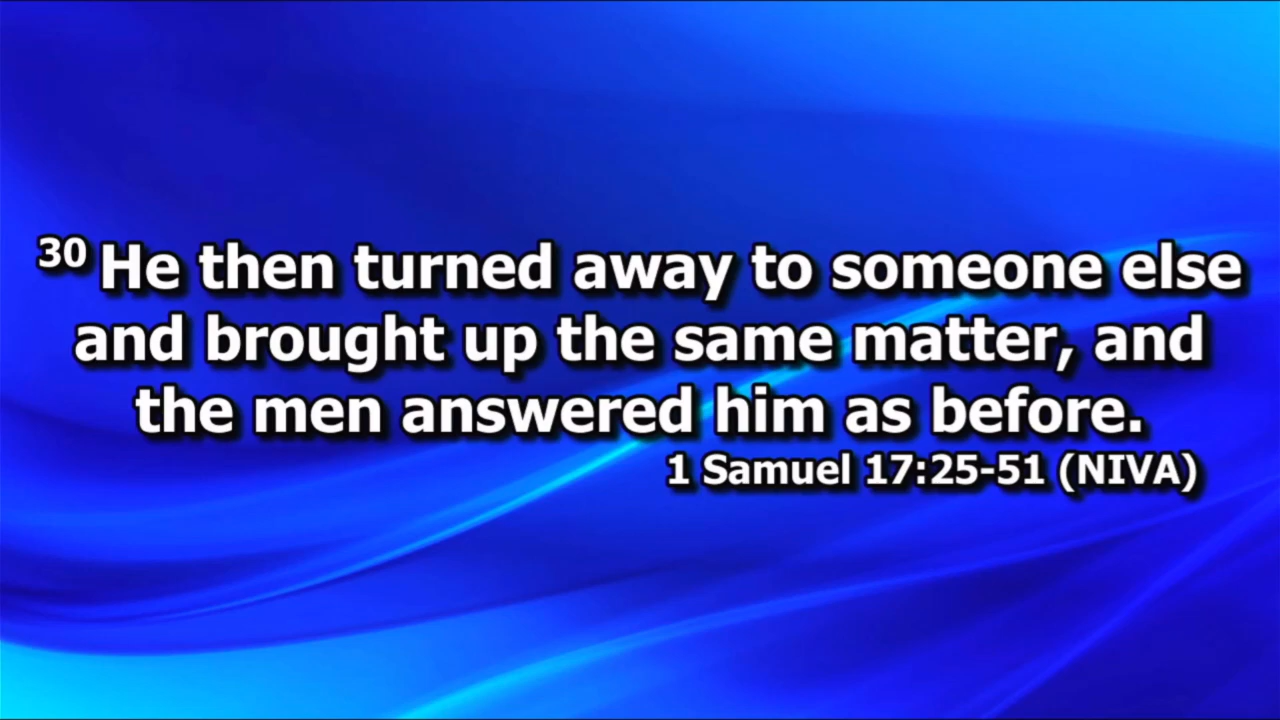 30 He then turned away to someone else
and brought up the same matter, and
the men answered him as before.
1 Samuel 17:25-51 (NIVA)